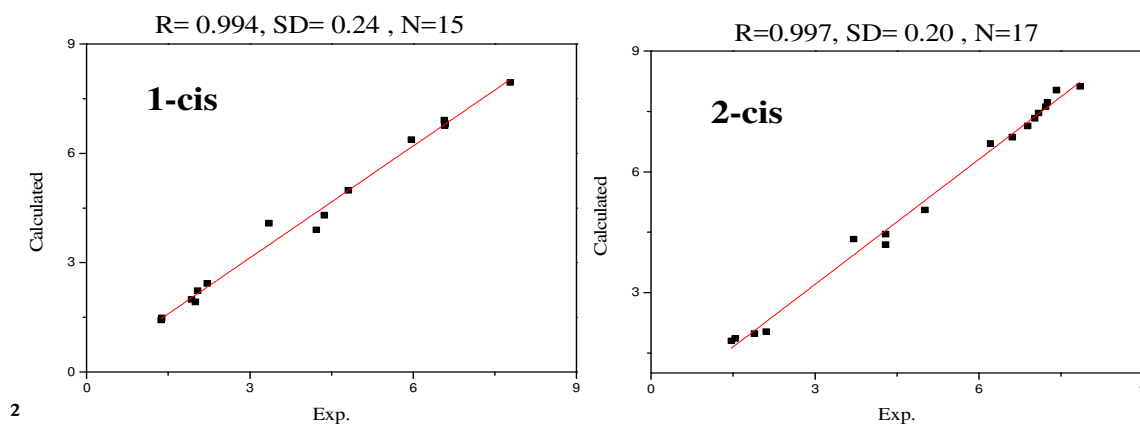 R= 0.994, SD= 0.24 , N=15
9
1-cis
6
Calculated
3
0
0 3 6 9
Exp.
2
R=0.997, SD= 0.20 , N=17
9
2-cis
6
Calculated
3
0 3 6
Exp.